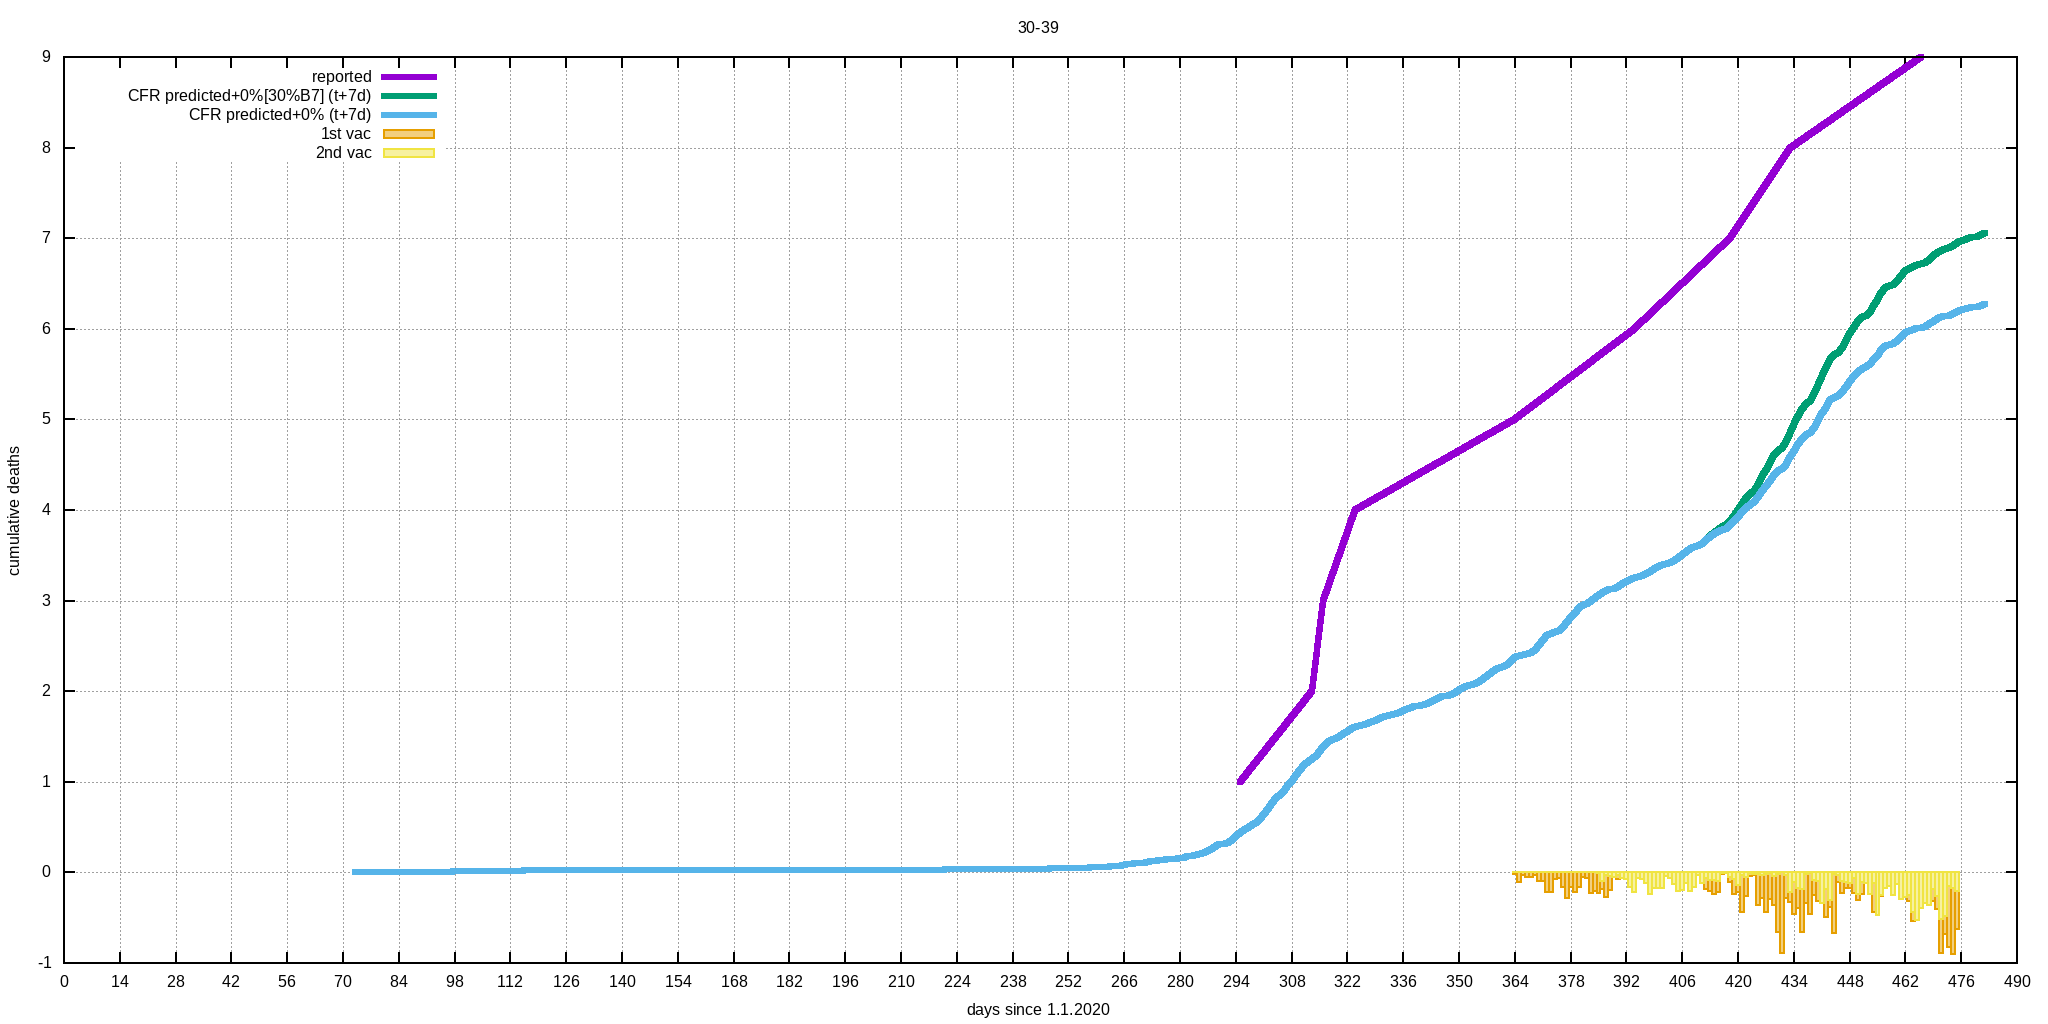 30-39
reported
CFR predicted+0%[30%B7] (t+7d)
CFR predicted+0% (t+7d)
1st vac
2nd vac
9
8
7
6
5
4
3
2
1
0
-1
cumulative deaths
0 14 28 42 56 70 84 98 112 126 140 154 168 182 196 210 224 238 252 266 280 294 308 322 336 350 364 378 392 406 420 434 448 462 476 490
days since 1.1.2020